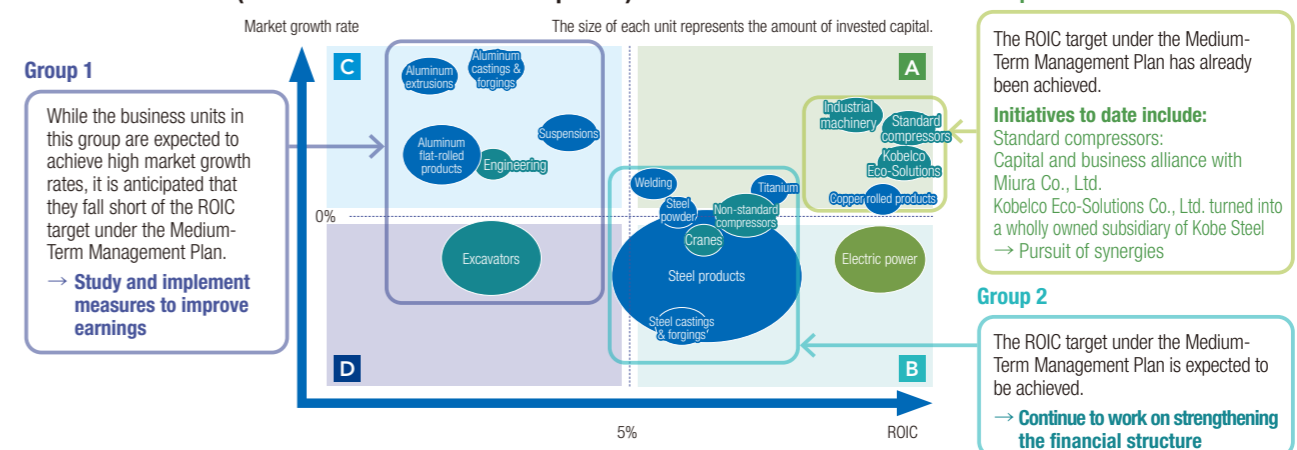 Market growth rate
The size of each unit represents the amount of invested capital.
Group 1
While the business units in
this group are expected to
achieve high market growth
rates, it is anticipated that
they fall short of the ROIC
target under the Medium-
Term Management Plan.
→ Study and implement
measures to improve
earnings
C
Aluminum
extrusions
Aluminum
castings &
forgings
Aluminum
flat-rolled
products
Engineering
Suspensions
A
Industrial
machinery
Standard
compressors
Kobelco
Eco-Solutions
Copper rolled products
0%
Welding
Titanium
Steel
powder
Non-standard
compressors
Cranes
Steel products
Steel castings
& forgings
Excavators
Electric power
D
B
5%
ROIC
The ROIC target under the Medium-
Term Management Plan has already
been achieved.
Initiatives to date include:
Standard compressors:
Capital and business alliance with
Miura Co., Ltd.
Kobelco Eco-Solutions Co., Ltd. turned into
a wholly owned subsidiary of Kobe Steel
→ Pursuit of synergies
Group 2
The ROIC target under the Medium-
Term Management Plan is expected to
be achieved.
→ Continue to work on strengthening
the financial structure